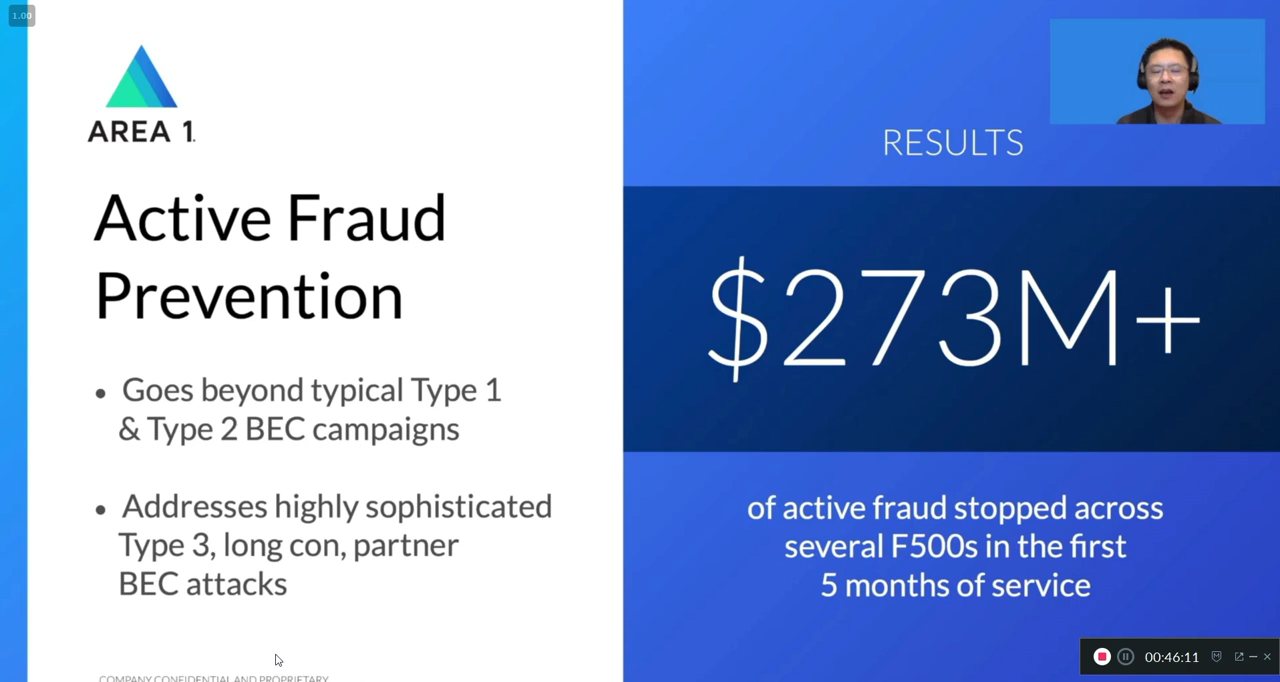 1.00
AREA 1.
Active Fraud
Prevention
• Goes beyond typical Type 1
& Type 2 BEC campaigns
• Addresses highly sophisticated
Type 3, long con, partner
BEC attacks
COMPANY CONFIDENTIAL AND PROPRIETARY
RESULTS
$273M+
of active fraud stopped across
several F500s in the first
5 months of service
00:46:11